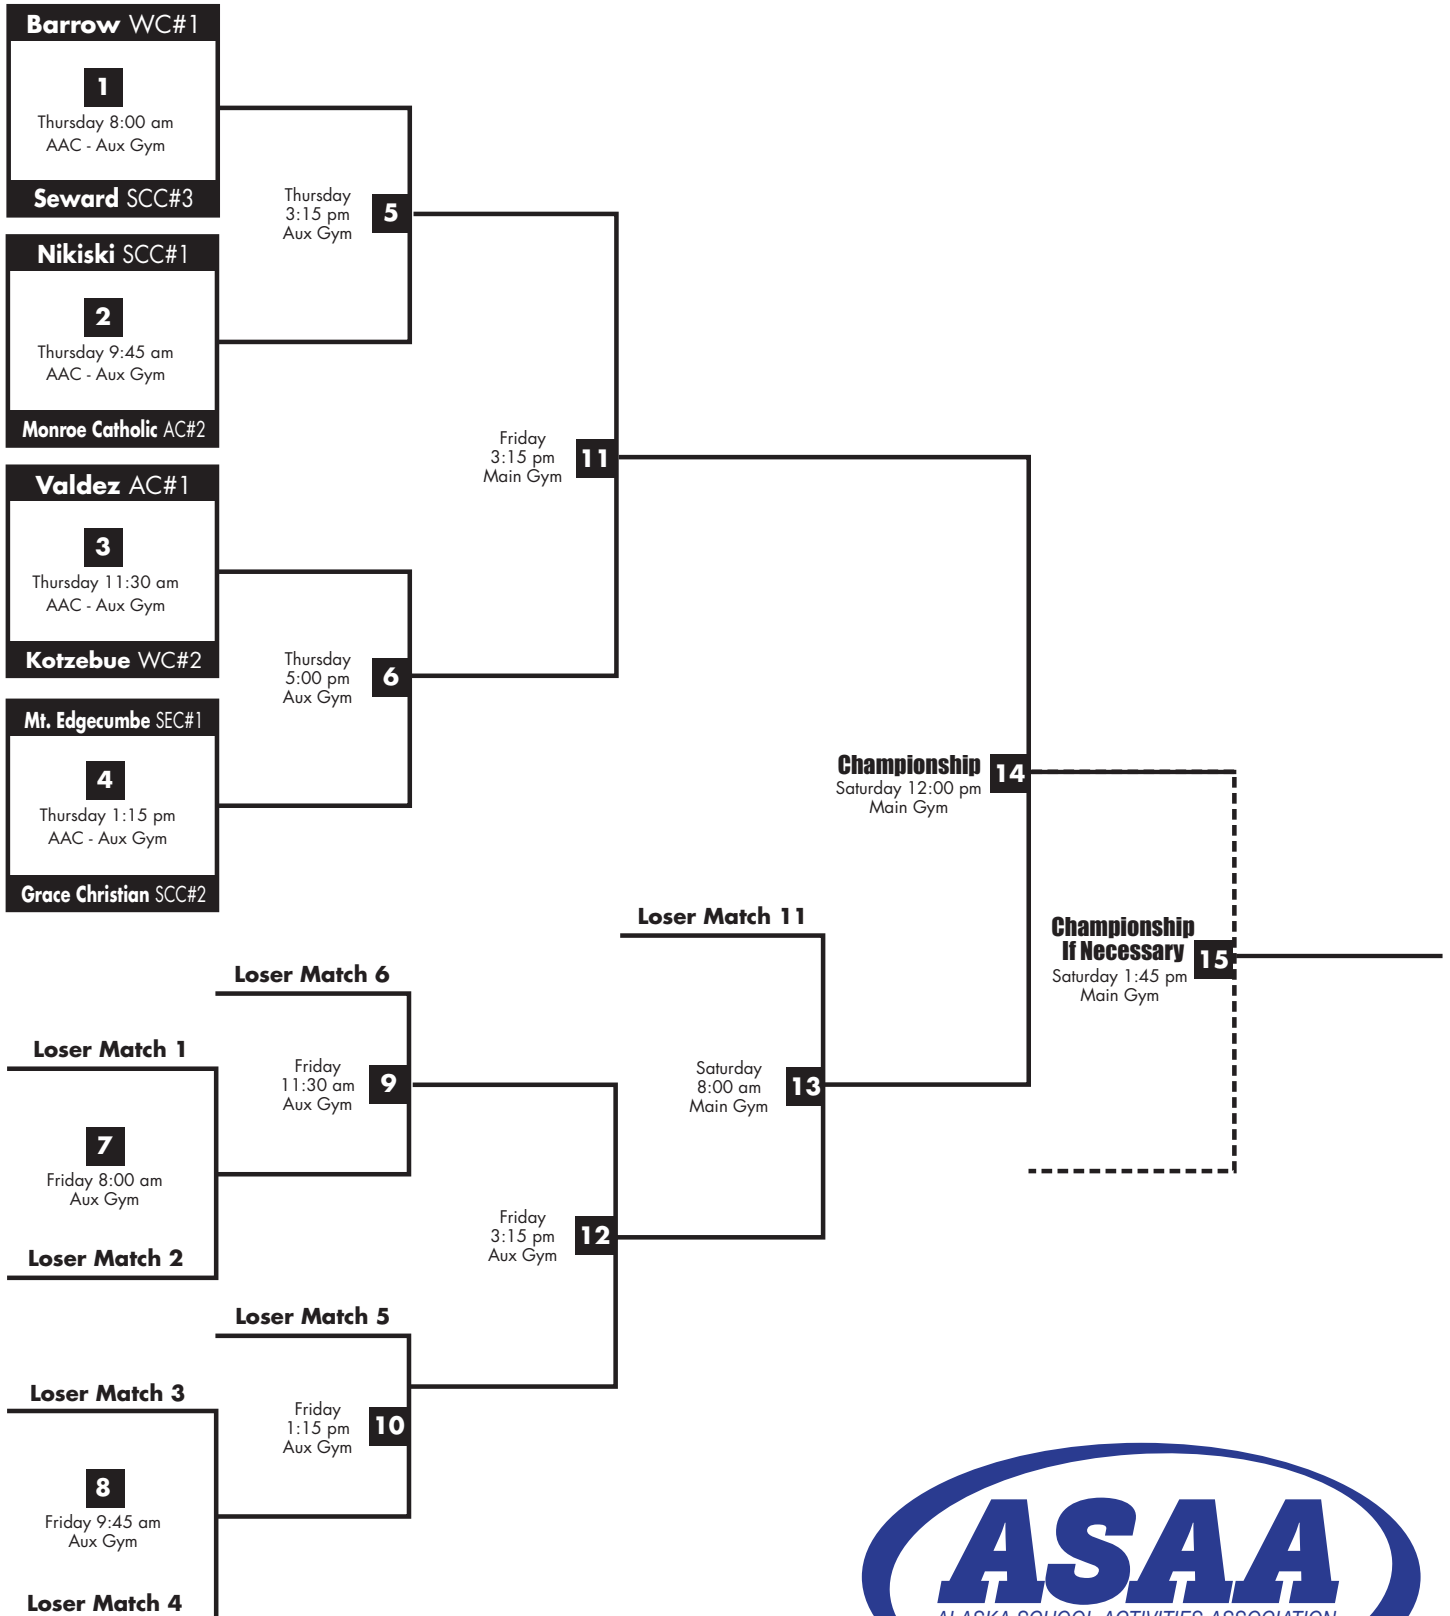 Barrow WC#1
1
Thursday 8:00 am
AAC - Aux Gym
Seward SCC#3
Nikiski SCC#1
2
Thursday 9:45 am
AAC - Aux Gym
Monroe Catholic AC#2
Valdez AC#1
3
Thursday 11:30 am
AAC - Aux Gym
Kotzebue WC#2
Mt. Edgecumbe SEC#1
4
Thursday 1:15 pm
AAC - Aux Gym
Grace Christian SCC#2
Thursday
3:15 pm
Aux Gym
5
Thursday
5:00 pm
Aux Gym
6
Friday
3:15 pm
Main Gym
11
Championship
Saturday 12:00 pm
Main Gym
14
Championship
If Necessary
Saturday 1:45 pm
Main Gym
15
Loser Match 11
Saturday
8:00 am
Main Gym
13
Loser Match 6
Friday
11:30 am
Aux Gym
9
Loser Match 1
7
Friday 8:00 am
Aux Gym
Loser Match 2
Friday
3:15 pm
Aux Gym
12
Loser Match 5
Friday
1:15 pm
Aux Gym
10
Loser Match 3
8
Friday 9:45 am
Aux Gym
Loser Match 4
ASAA
ALASKA SCHOOL ACTIVITIES ASSOCIATION